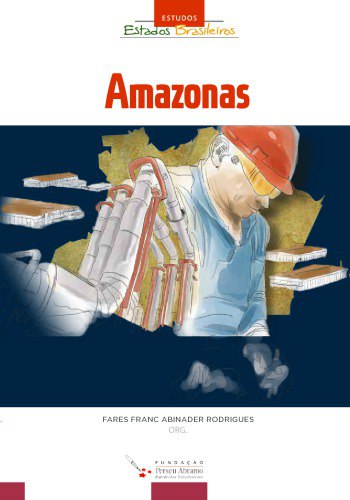 ESTUDOS
Estados Brasileiros
Amazonas
FARES FRANC ABINADER RODRIGUES
ORG.
FUNDAÇÃO
Perseu Abramo